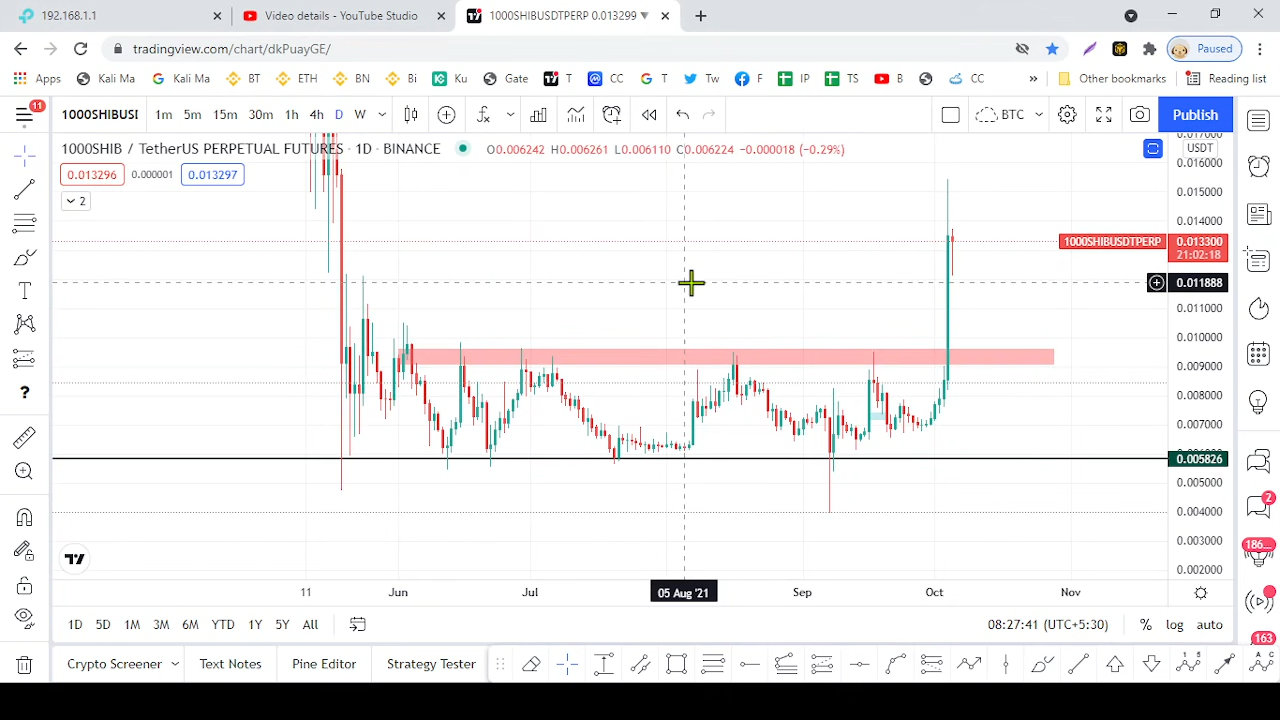 192.168.1.1
Video details - YouTube Studio
1000SHIBUSDTPERP 0.013299 ▼
tradingview.com/chart/dkPuayGE/
Paused
Apps Kali Ma Kali Ma BT ETH BN Bi Ku Gate T CC T Tw F IP TS B CC » Other bookmarks Reading list
11
1000SHIBUSI 1m 5m 15m 30m 1h 4h D W BTC Publish
1000SHIB / TetherUS PERPETUAL FUTURES · 1D · BINANCE O0.006242 H0.006261 L0.006110 C0.006224 −0.000018 (−0.29%)
USDT
0.013296 0.000001 0.013297
2
0.017000
0.016000
0.015000
0.014000
1000SHIBUSDTPERP 0.013300
21:02:18
0.011888
0.011000
0.010000
0.009000
0.008000
0.007000
0.005826
0.005000
0.004000
0.003000
0.002000
11 Jun Jul 05 Aug '21 Sep Oct Nov
1D 5D 1M 3M 6M YTD 1Y 5Y All 08:27:41 (UTC+5:30) % log auto
Crypto Screener Text Notes Pine Editor Strategy Tester
2
186...
163